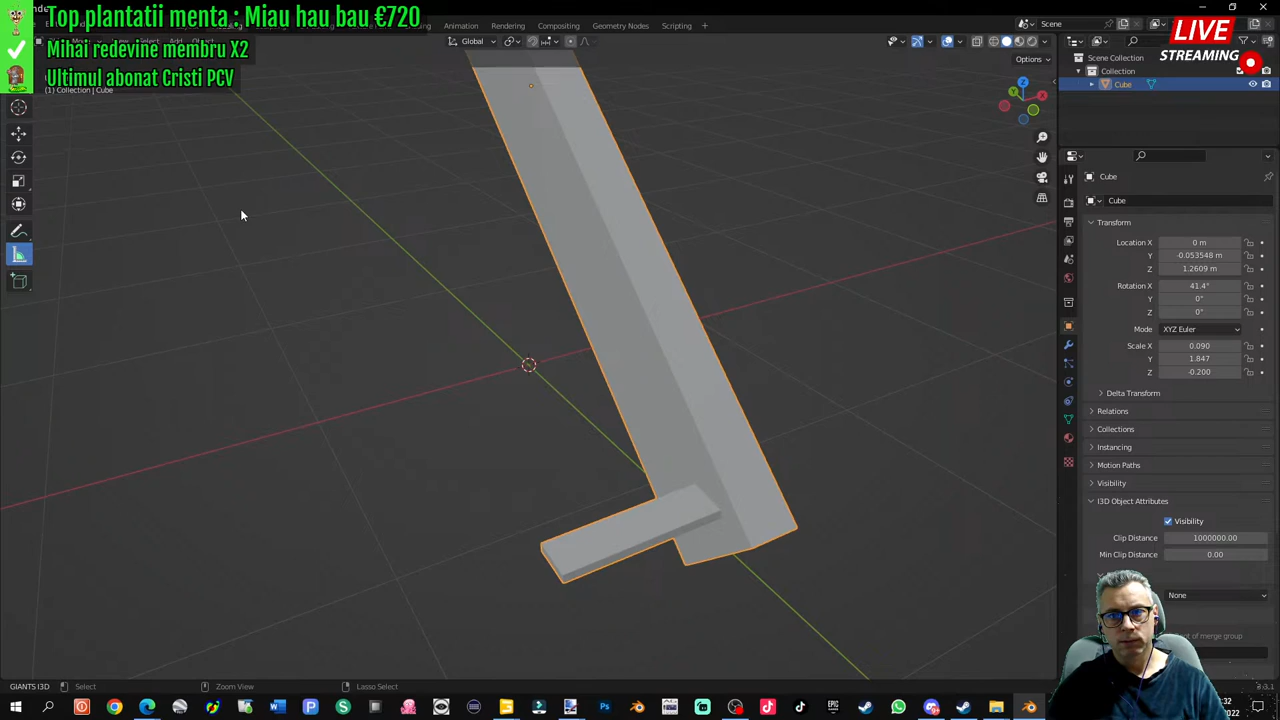 Top plantatii menta : Miau hau bau €720
Mihai redevine membru X2
Ultimul abonat Cristi PCV
LIVE
STREAMING
Animation
Rendering
Compositing
Geometry Nodes
Scripting
Scene
Global
Options
(1) Collection | Cube
X
Y
Z
Scene Collection
Collection
Cube
Cube
Cube
Transform
Location X 0 m
Y -0.053548 m
Z 1.2609 m
Rotation X 41.4°
Y 0°
Z 0°
Mode XYZ Euler
Scale X 0.090
Y 1.847
Z -0.200
Delta Transform
Relations
Collections
Instancing
Motion Paths
Visibility
I3D Object Attributes
Visibility
Clip Distance 1000000.00
Min Clip Distance 0.00
None
of merge group
GIANTS I3D
Select
Zoom View
Lasso Select